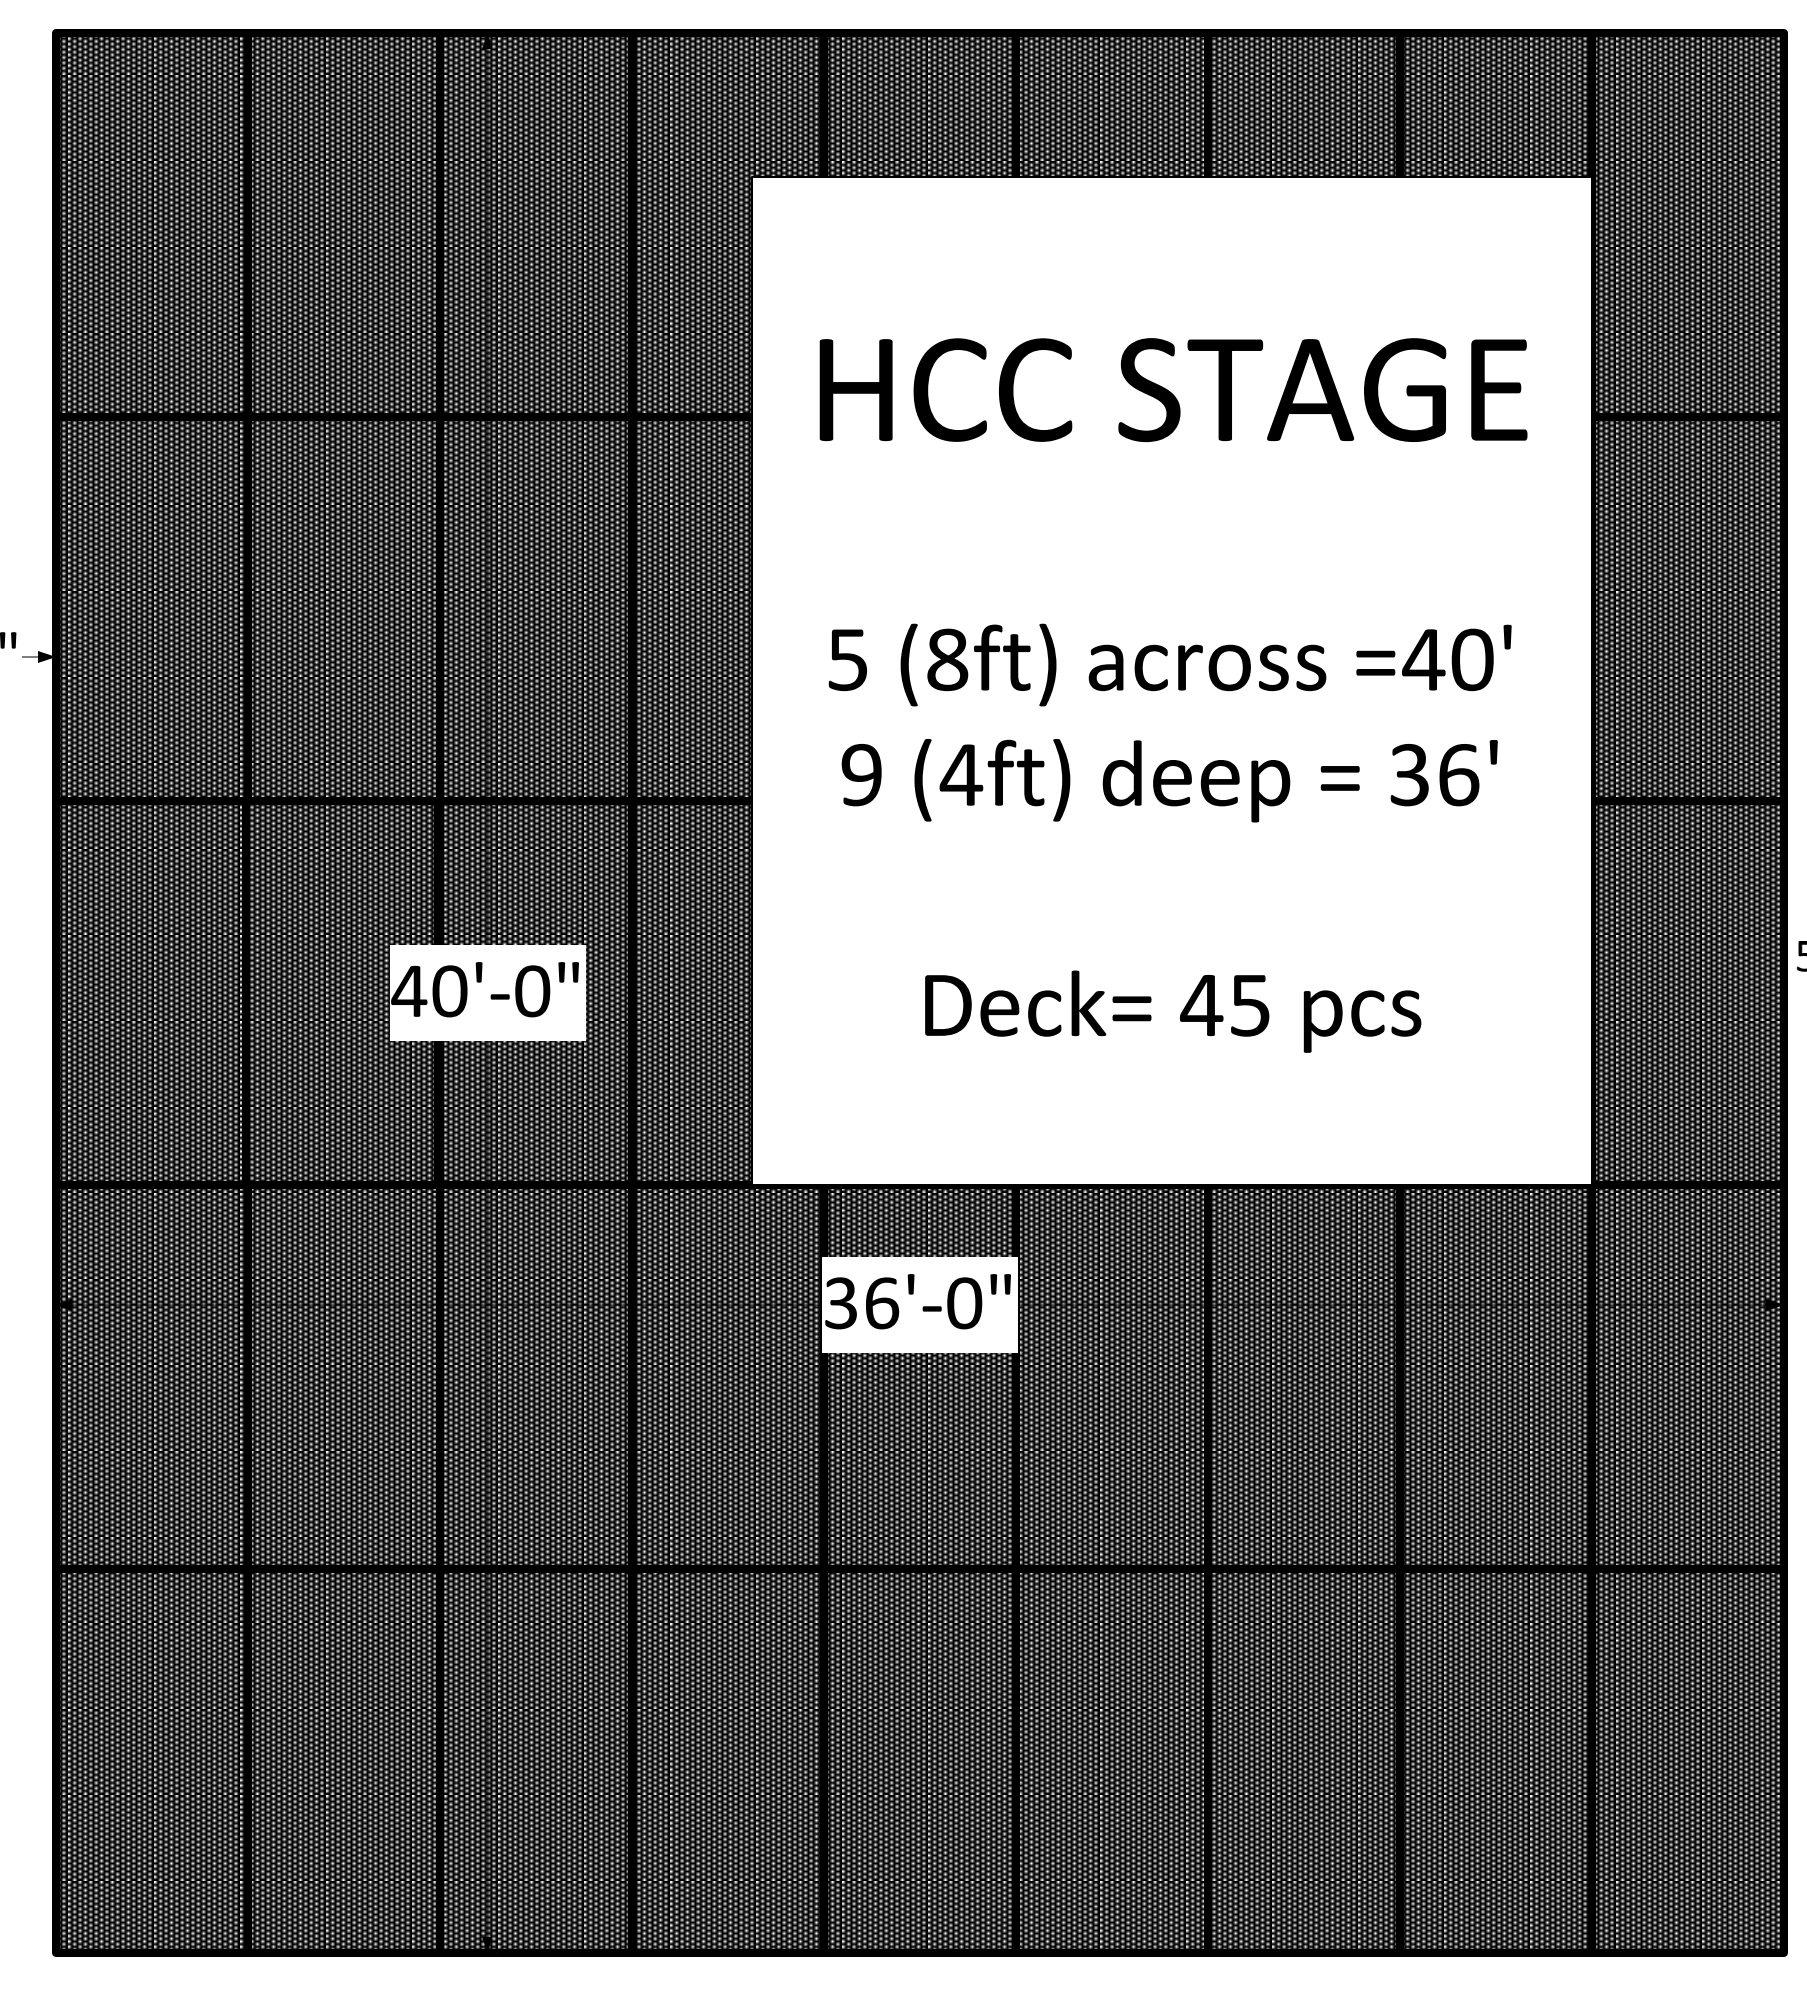 HCC STAGE
5 (8ft) across =40'
9 (4ft) deep = 36'
Deck= 45 pcs
40'-0"
36'-0"